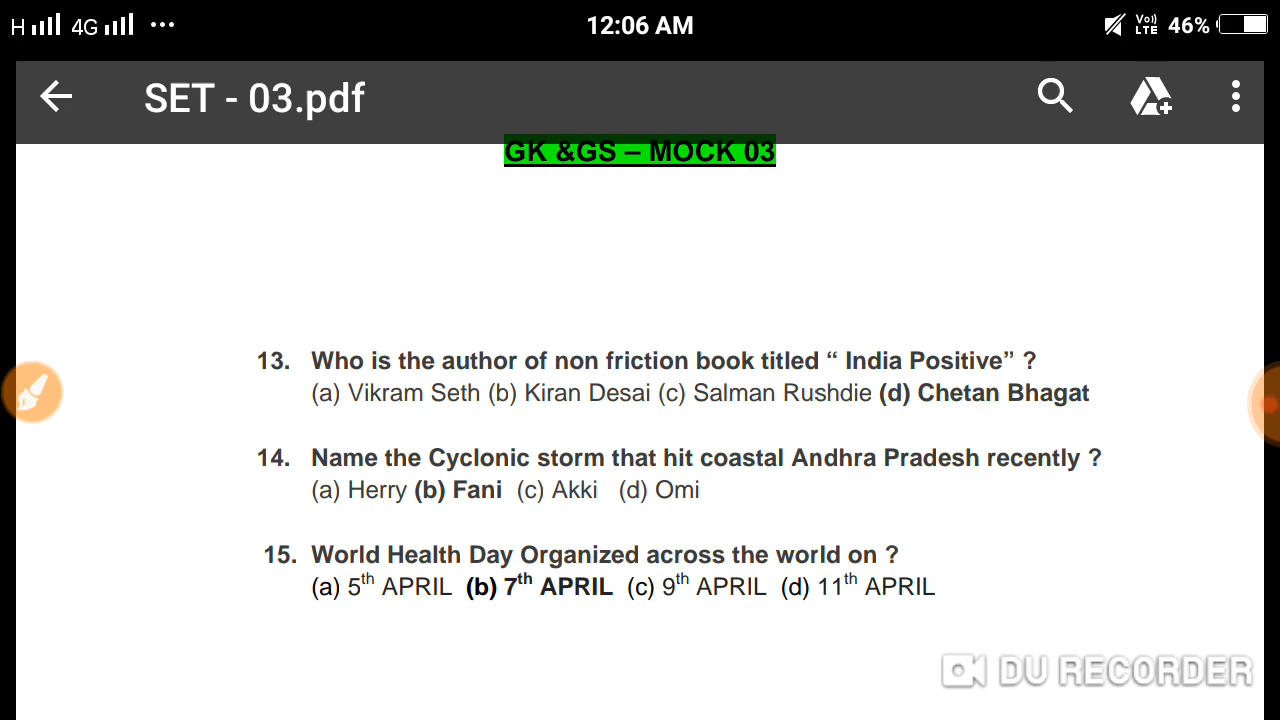 H 4G ... 12:06 AM Vo)) LTE 46%
SET - 03.pdf
GK &GS – MOCK 03
13. Who is the author of non friction book titled “ India Positive” ?
(a) Vikram Seth (b) Kiran Desai (c) Salman Rushdie (d) Chetan Bhagat
14. Name the Cyclonic storm that hit coastal Andhra Pradesh recently ?
(a) Herry (b) Fani (c) Akki (d) Omi
15. World Health Day Organized across the world on ?
(a) 5th APRIL (b) 7th APRIL (c) 9th APRIL (d) 11th APRIL
DU RECORDER